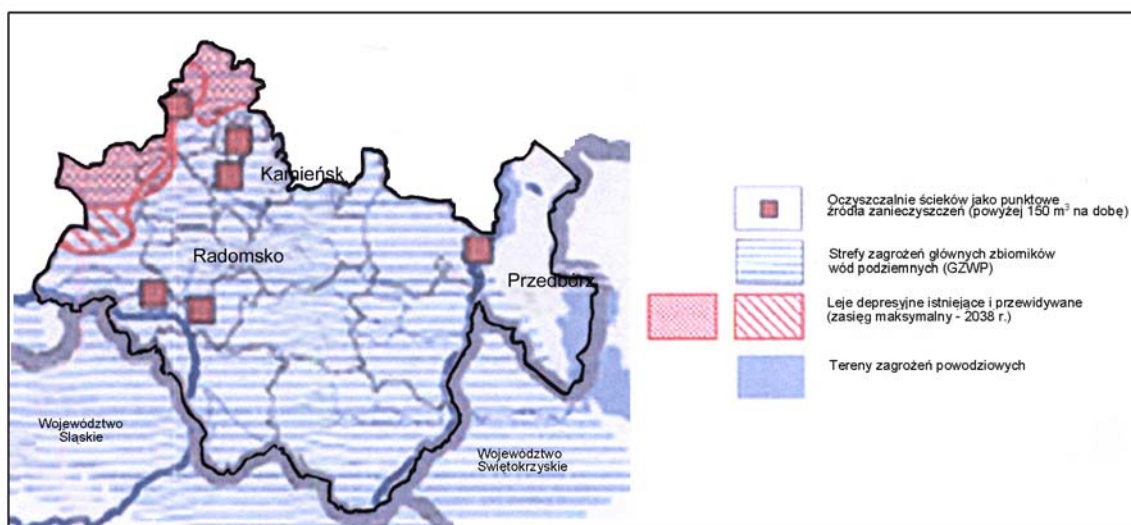 Kamieńsk
Radomsko
Przedbórz
Województwo
Śląskie
Województwo
Świętokrzyskie
Oczyszczalnie ścieków jako punktowe
źródła zanieczyszczeń (powyżej 150 m³ na dobę)
Strefy zagrożeń głównych zbiorników
wód podziemnych (GZWP)
Leje depresyjne istniejące i przewidywane
(zasięg maksymalny - 2038 r.)
Tereny zagrożeń powodziowych